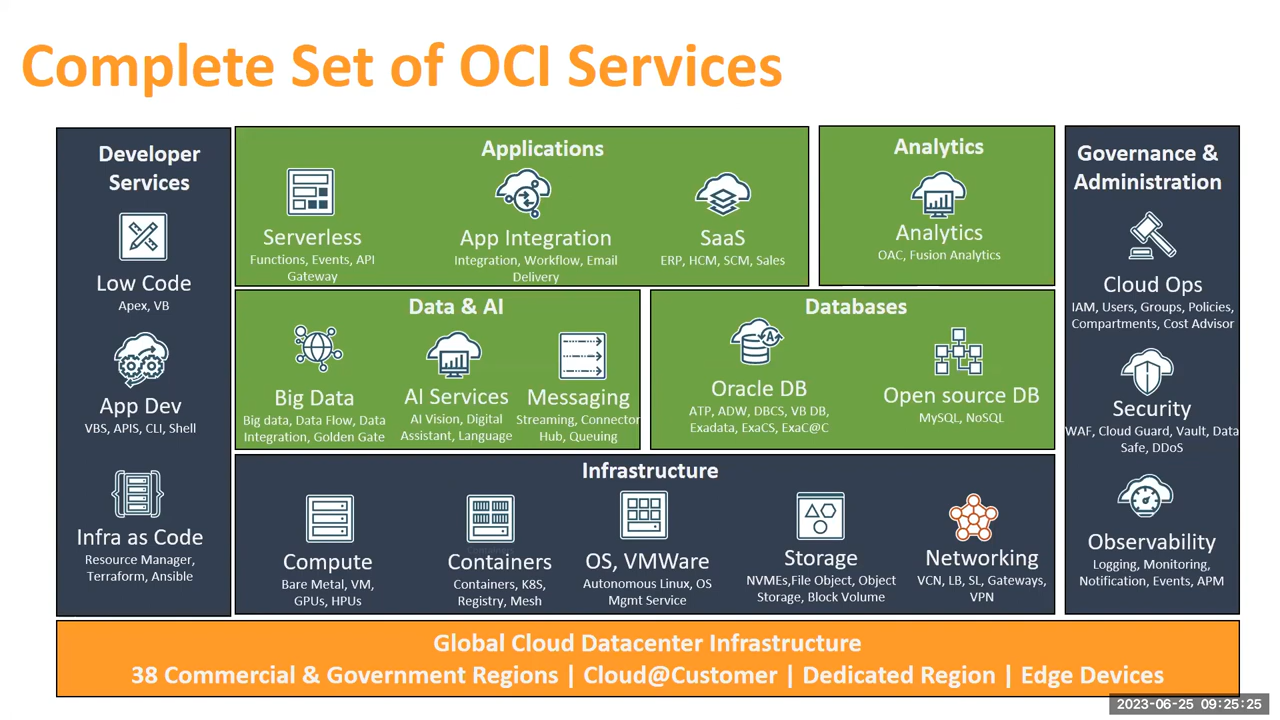 Complete Set of OCI Services
Developer
Services
Low Code
Apex, VB
App Dev
VBS, APIS, CLI, Shell
Infra as Code
Resource Manager,
Terraform, Ansible
Applications
Serverless
Functions, Events, API
Gateway
App Integration
Integration, Workflow, Email
Delivery
SaaS
ERP, HCM, SCM, Sales
Analytics
Analytics
OAC, Fusion Analytics
Data & AI
Big Data
Big data, Data Flow, Data
Integration, Golden Gate
AI Services
AI Vision, Digital
Assistant, Language
Messaging
Streaming, Connector
Hub, Queuing
Databases
Oracle DB
ATP, ADW, DBCS, VB DB,
Exadata, ExaCS, ExaC@C
Open source DB
MySQL, NoSQL
Infrastructure
Compute
Bare Metal, VM,
GPUs, HPUs
Containers
Containers, K8S,
Registry, Mesh
OS, VMWare
Autonomous Linux, OS
Mgmt Service
Storage
NVMEs,File Object, Object
Storage, Block Volume
Networking
VCN, LB, SL, Gateways,
VPN
Governance &
Administration
Cloud Ops
IAM, Users, Groups, Policies,
Compartments, Cost Advisor
Security
WAF, Cloud Guard, Vault, Data
Safe, DDoS
Observability
Logging, Monitoring,
Notification, Events, APM
Global Cloud Datacenter Infrastructure
38 Commercial & Government Regions | Cloud@Customer | Dedicated Region | Edge Devices
2023-06-25 09:25:25